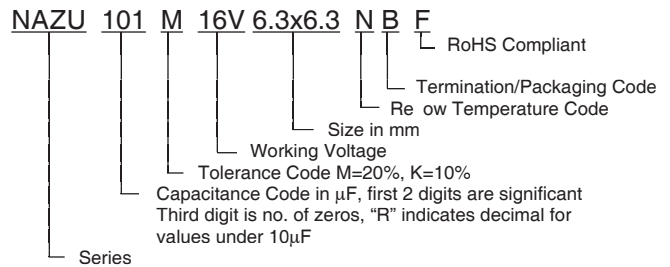 NAZU 101 M 16V 6.3x6.3 N B F
RoHS Compliant
Termination/Packaging Code
Re ow Temperature Code
Size in mm
Working Voltage
Tolerance Code M=20%, K=10%
Capacitance Code in μF, first 2 digits are significant
Third digit is no. of zeros, “R” indicates decimal for
values under 10μF
Series